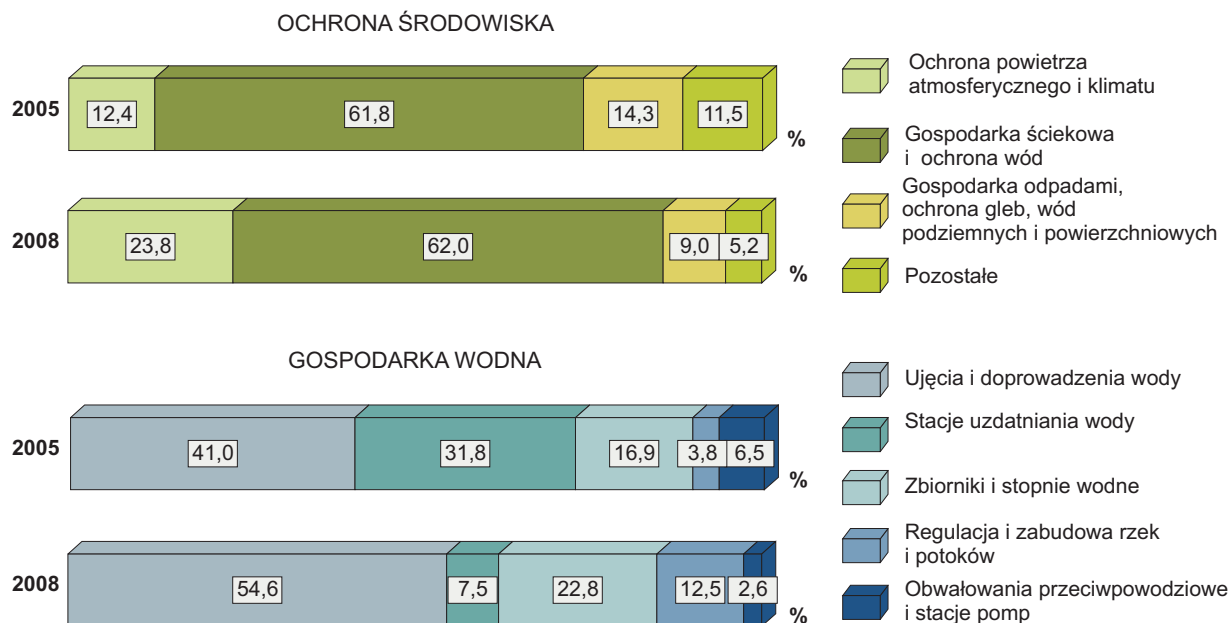 OCHRONA ŚRODOWISKA
2005
12,4
61,8
14,3
11,5
%
2008
23,8
62,0
9,0
5,2
%
Ochrona powietrza
atmosferycznego i klimatu
Gospodarka ściekowa
i ochrona wód
Gospodarka odpadami,
ochrona gleb, wód
podziemnych i powierzchniowych
Pozostałe
GOSPODARKA WODNA
2005
41,0
31,8
16,9
3,8
6,5
%
2008
54,6
7,5
22,8
12,5
2,6
%
Ujęcia i doprowadzenia wody
Stacje uzdatniania wody
Zbiorniki i stopnie wodne
Regulacja i zabudowa rzek
i potoków
Obwałowania przeciwpowodziowe
i stacje pomp